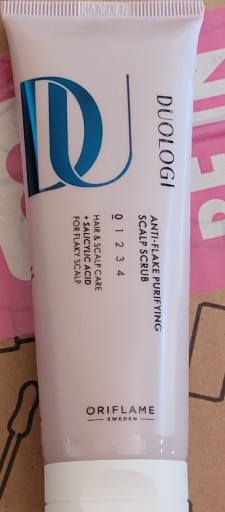 DU
DUOLOGI
ANTI-FLAKE PURIFYING
SCALP SCRUB
0 1 2 3 4
HAIR & SCALP CARE
+ SALICYLIC ACID
FOR FLAKY SCALP
ORIFLAME
SWEDEN